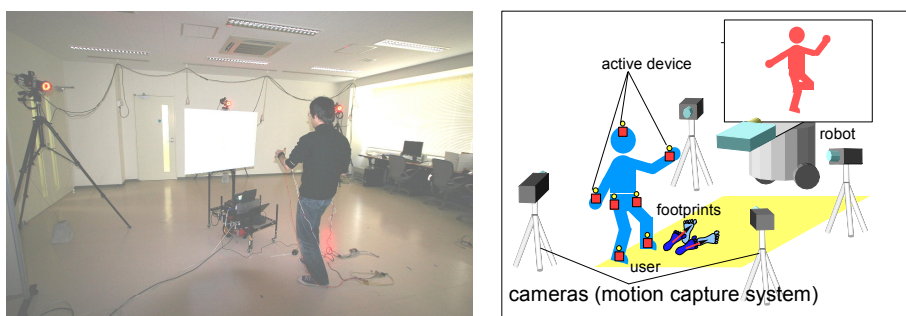 active device
robot
footprints
user
cameras (motion capture system)